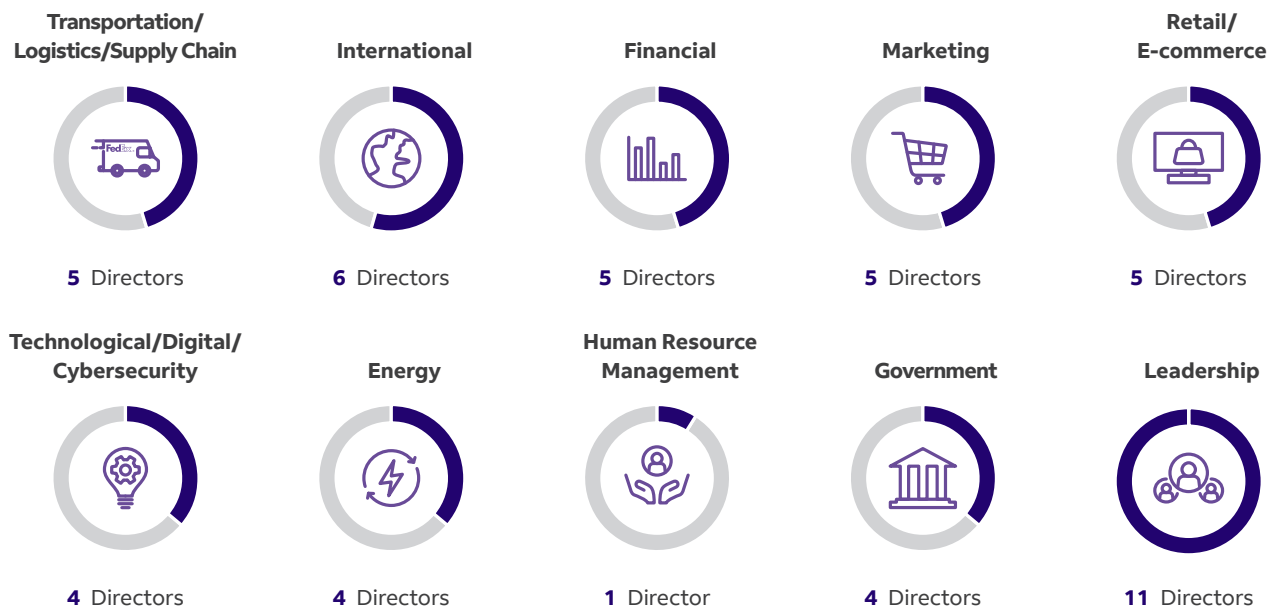 Transportation/
Logistics/Supply Chain
International
Financial
Marketing
Retail/
E-commerce
FedEx
5 Directors
6 Directors
5 Directors
5 Directors
5 Directors
Technological/Digital/
Cybersecurity
Energy
Human Resource
Management
Government
Leadership
4 Directors
4 Directors
1 Director
4 Directors
11 Directors